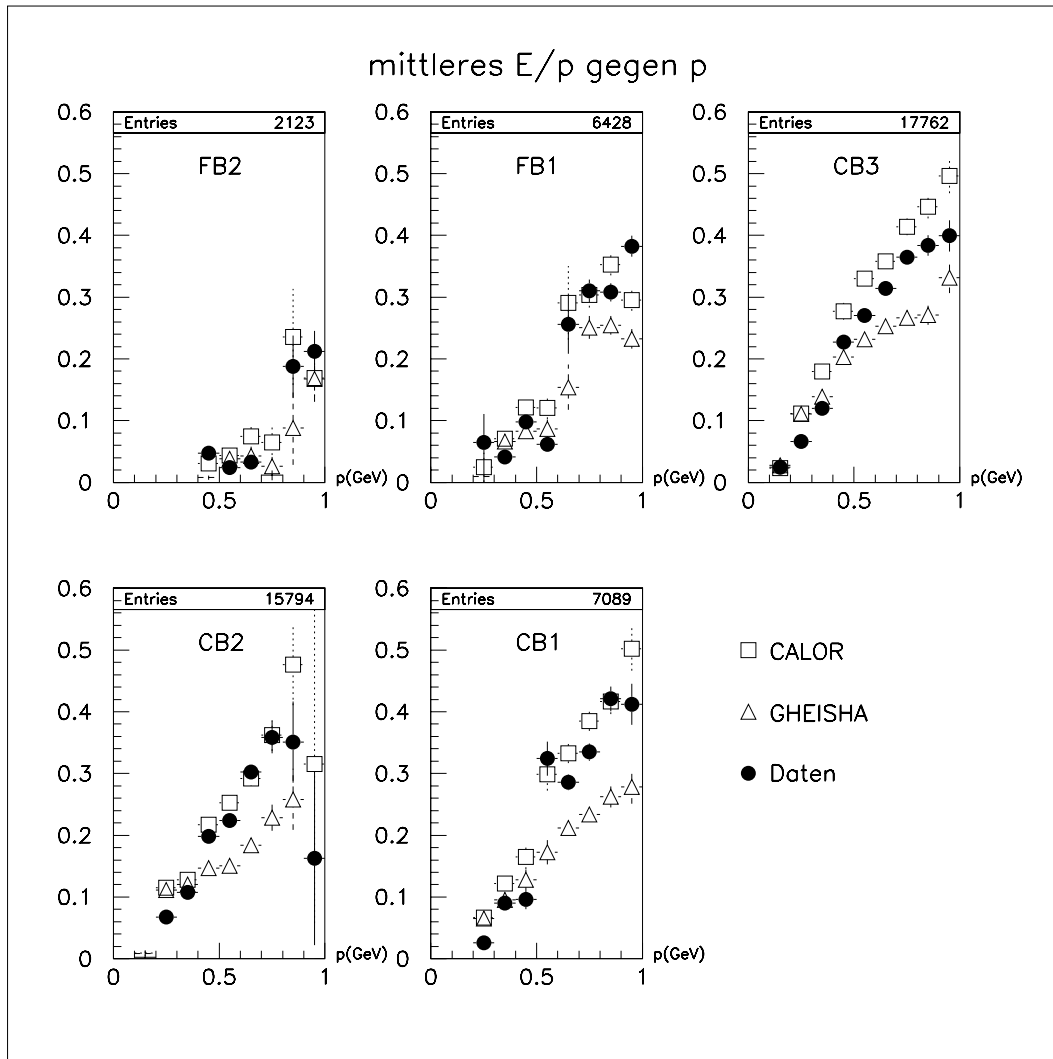 mittleres E/p gegen p
Entries 2123
FB2
0.6
0.5
0.4
0.3
0.2
0.1
0
0 0.5 1
p(GeV)
Entries 6428
FB1
0.6
0.5
0.4
0.3
0.2
0.1
0
0 0.5 1
p(GeV)
Entries 17762
CB3
0.6
0.5
0.4
0.3
0.2
0.1
0
0 0.5 1
p(GeV)
Entries 15794
CB2
0.6
0.5
0.4
0.3
0.2
0.1
0
0 0.5 1
p(GeV)
Entries 7089
CB1
0.6
0.5
0.4
0.3
0.2
0.1
0
0 0.5 1
p(GeV)
CALOR
GHEISHA
Daten